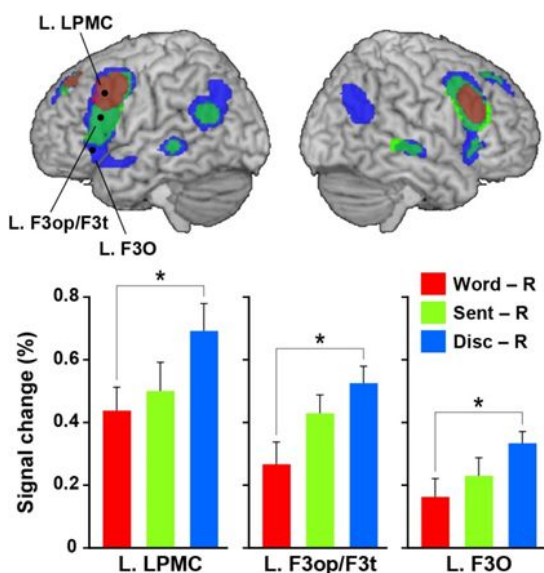 L. LPMC
L. F3op/F3t
L. F3O
*
*
*
Word – R
Sent – R
Disc – R
Signal change (%)
0.8
0.6
0.4
0.2
0
L. LPMC
L. F3op/F3t
L. F3O